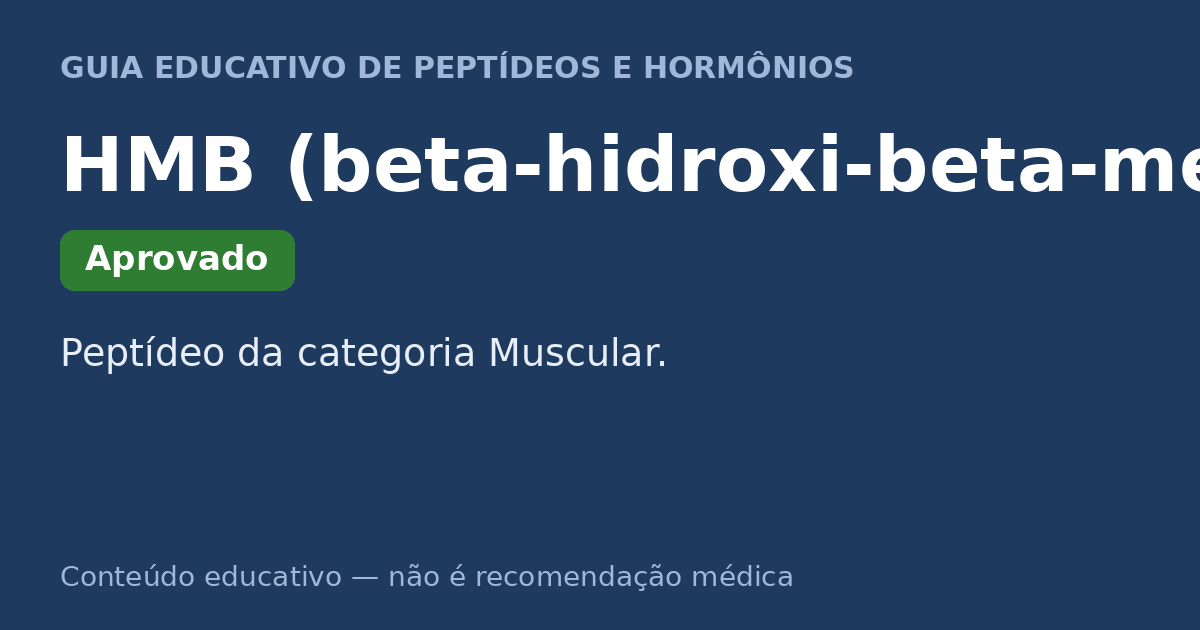 GUIA EDUCATIVO DE PEPTÍDEOS E HORMÔNIOS
HMB (beta-hidroxi-beta-me
Aprovado
Peptídeo da categoria Muscular.
Conteúdo educativo — não é recomendação médica